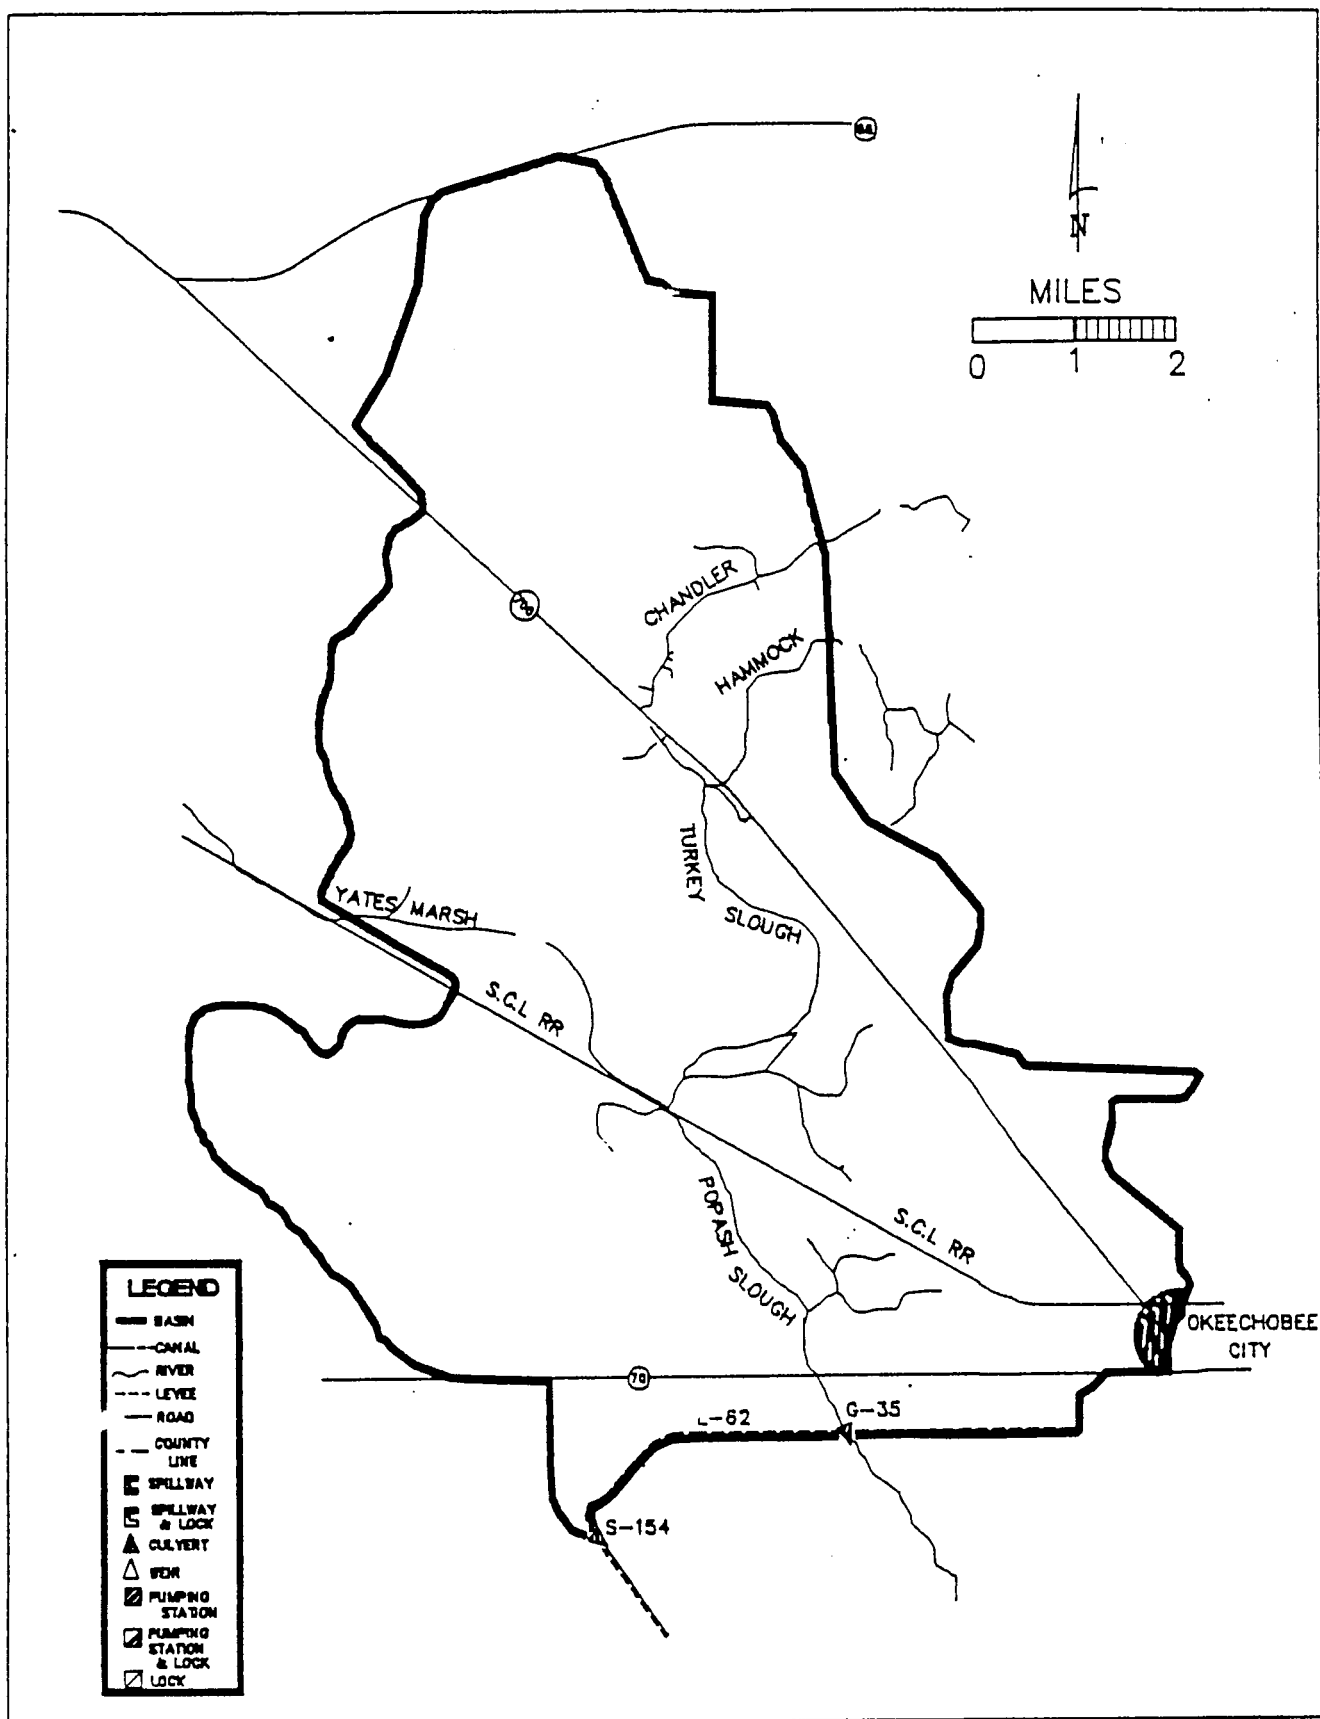 N
MILES
0 1 2
CHANDLER
HAMMOCK
TURKEY
SLOUGH
YATES MARSH
S.C.L RR
POPASH SLOUGH
S.C.L RR
OKEECHOBEE
CITY
70
L-62
G-35
S-154
LEGEND
BASIN
CANAL
RIVER
LEVEE
ROAD
COUNTY
LINE
SPILLWAY
SPILLWAY
& LOCK
CULVERT
WEIR
PUMPING
STATION
PUMPING
STATION
& LOCK
LOCK